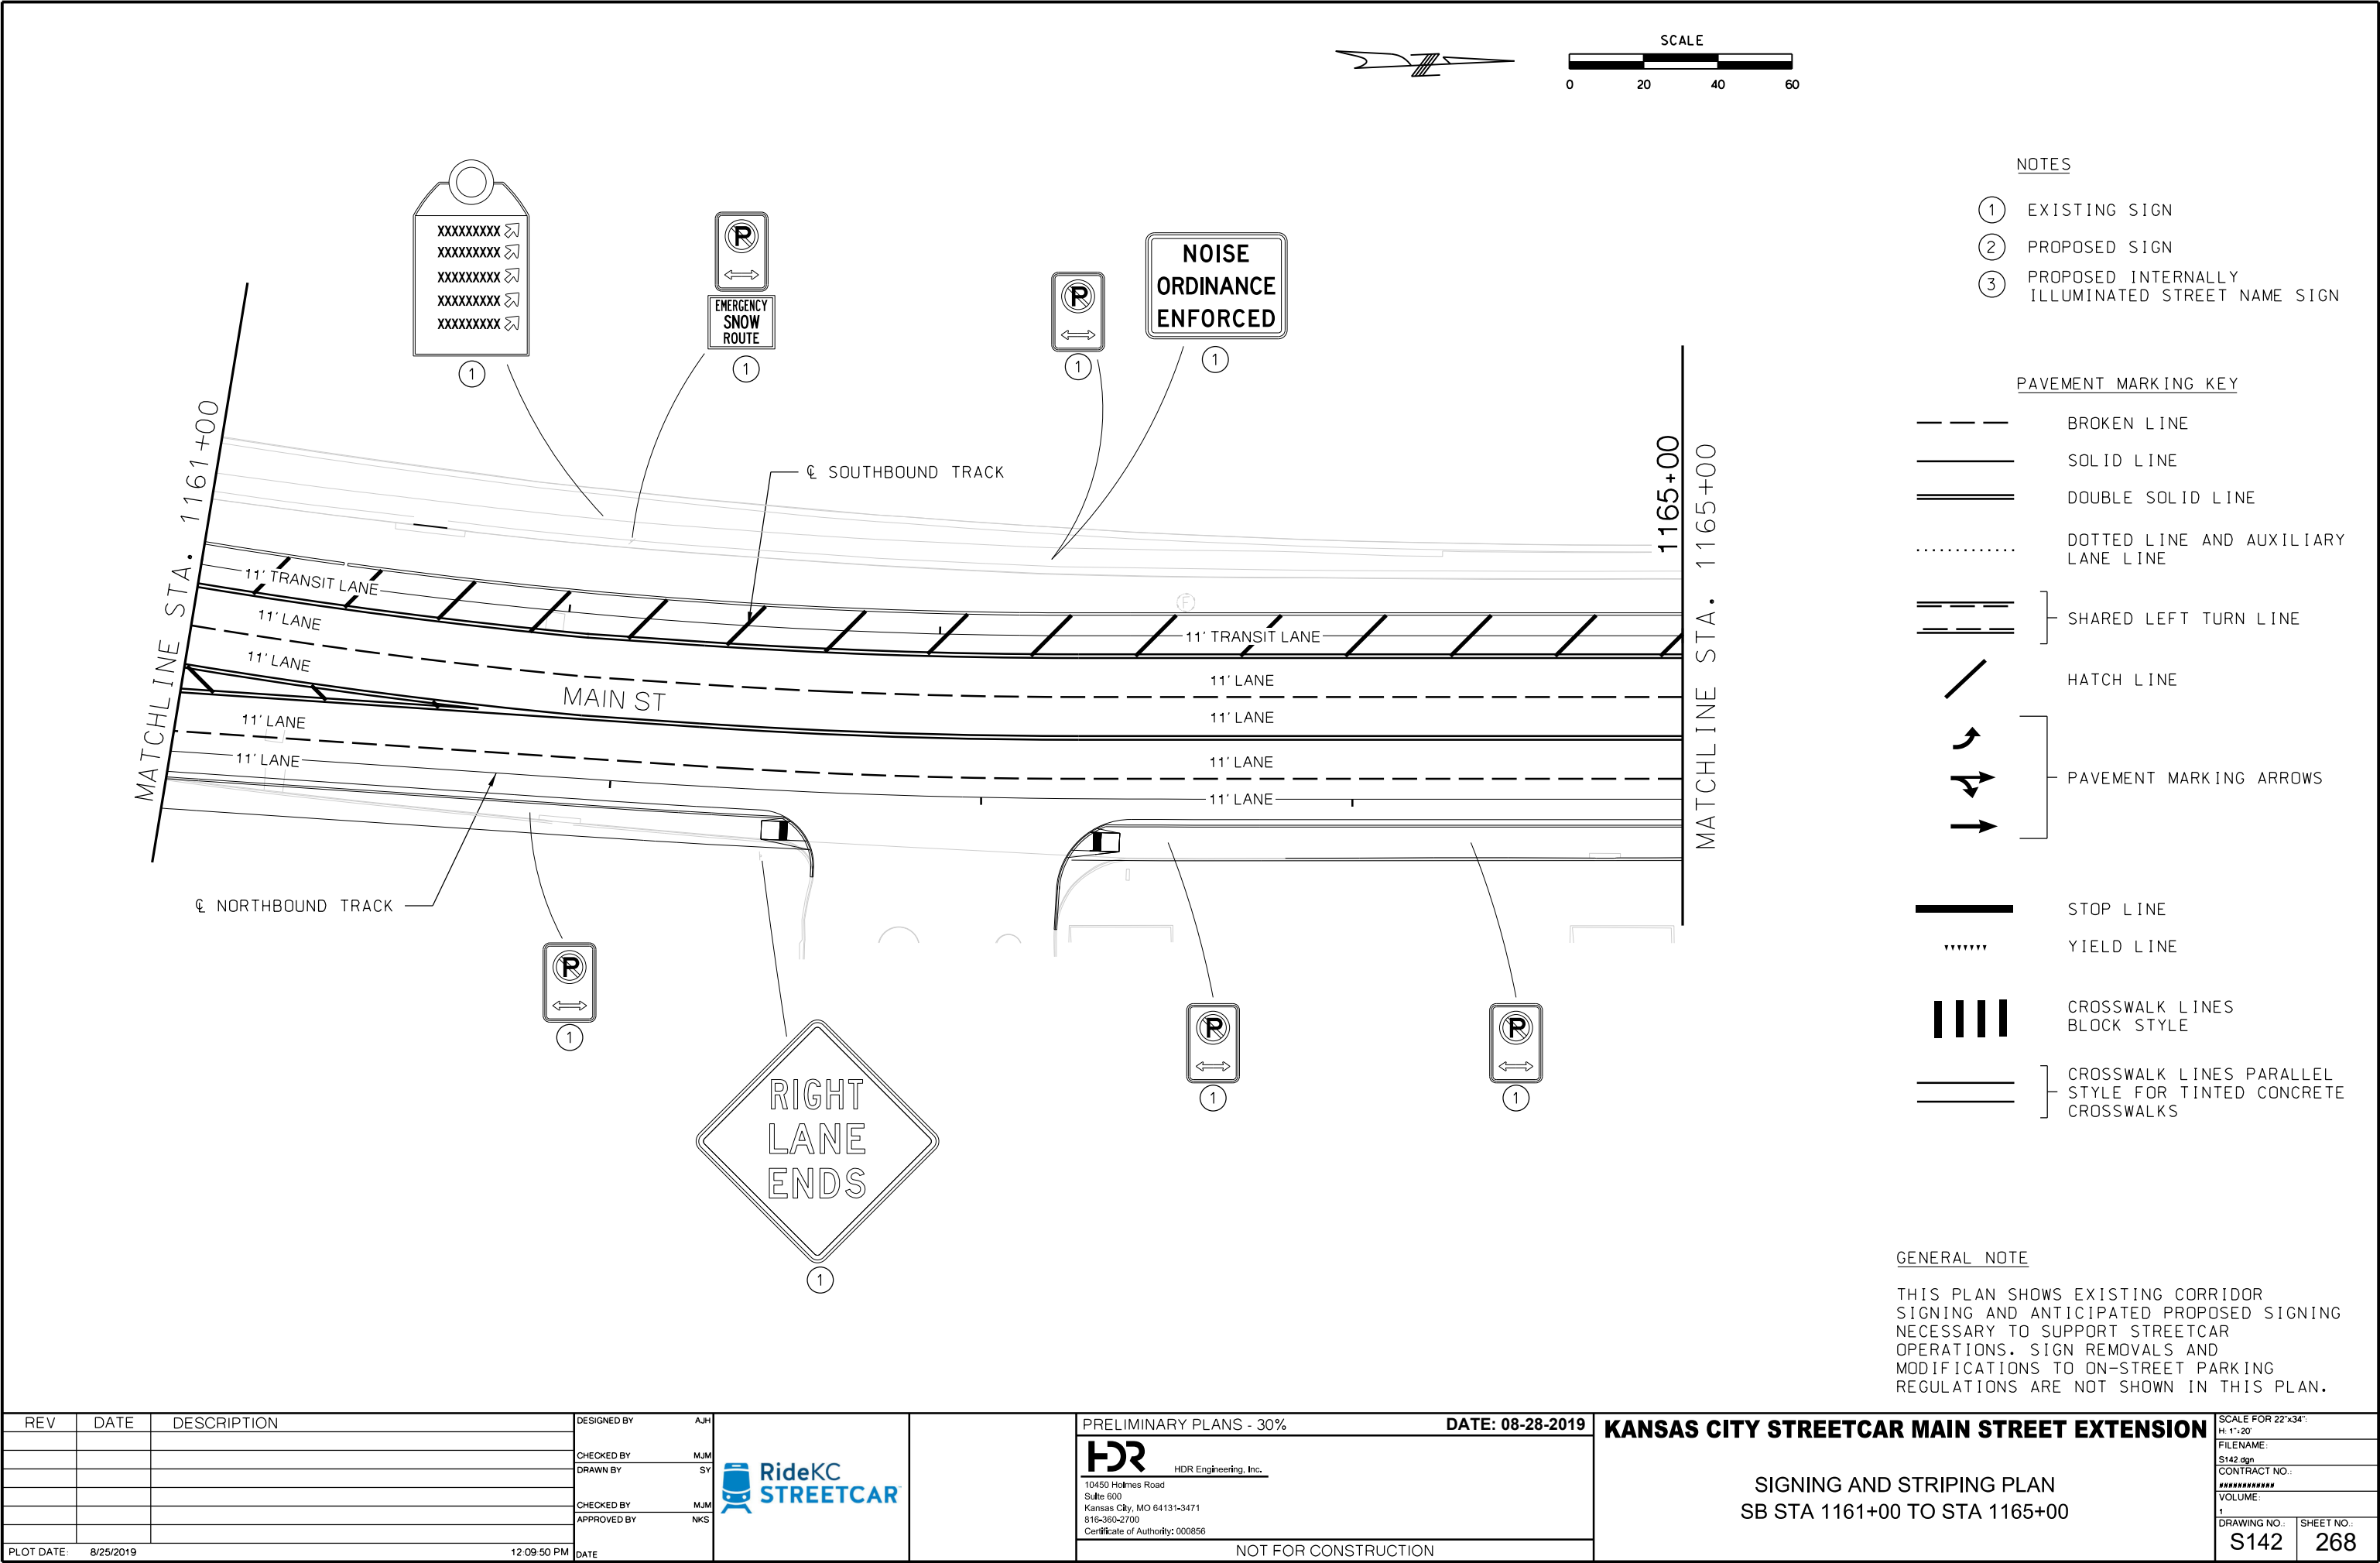 SCALE
0 20 40 60
NOTES
1 EXISTING SIGN
2 PROPOSED SIGN
3 PROPOSED INTERNALLY
ILLUMINATED STREET NAME SIGN
PAVEMENT MARKING KEY
BROKEN LINE
SOLID LINE
DOUBLE SOLID LINE
DOTTED LINE AND AUXILIARY
LANE LINE
SHARED LEFT TURN LINE
HATCH LINE
PAVEMENT MARKING ARROWS
STOP LINE
YIELD LINE
CROSSWALK LINES
BLOCK STYLE
CROSSWALK LINES PARALLEL
STYLE FOR TINTED CONCRETE
CROSSWALKS
GENERAL NOTE
THIS PLAN SHOWS EXISTING CORRIDOR
SIGNING AND ANTICIPATED PROPOSED SIGNING
NECESSARY TO SUPPORT STREETCAR
OPERATIONS. SIGN REMOVALS AND
MODIFICATIONS TO ON-STREET PARKING
REGULATIONS ARE NOT SHOWN IN THIS PLAN.
XXXXXXXXX
XXXXXXXXX
XXXXXXXXX
XXXXXXXXX
XXXXXXXXX
1
P
EMERGENCY
SNOW
ROUTE
1
P
1
NOISE
ORDINANCE
ENFORCED
1
MATCHLINE STA. 1161+00
℄ SOUTHBOUND TRACK
1165+00
MATCHLINE STA. 1165+00
F
11' TRANSIT LANE
11' TRANSIT LANE
11' LANE
11' LANE
MAIN ST
11' LANE
11' LANE
11' LANE
11' LANE
11' LANE
11' LANE
℄ NORTHBOUND TRACK
P
1
RIGHT
LANE
ENDS
1
P
1
P
1
REV DATE DESCRIPTION
PLOT DATE: 8/25/2019 12:09:50 PM
DESIGNED BY AJH
CHECKED BY MJM
DRAWN BY SY
CHECKED BY MJM
APPROVED BY NKS
DATE
RideKC
STREETCAR
PRELIMINARY PLANS - 30% DATE: 08-28-2019
HDR HDR Engineering, Inc.
10450 Holmes Road
Suite 600
Kansas City, MO 64131-3471
816-360-2700
Certificate of Authority: 000856
NOT FOR CONSTRUCTION
KANSAS CITY STREETCAR MAIN STREET EXTENSION
SIGNING AND STRIPING PLAN
SB STA 1161+00 TO STA 1165+00
SCALE FOR 22"x34":
H: 1"=20'
FILENAME:
S142.dgn
CONTRACT NO.:
############
VOLUME:
1
DRAWING NO.: SHEET NO.:
S142 268